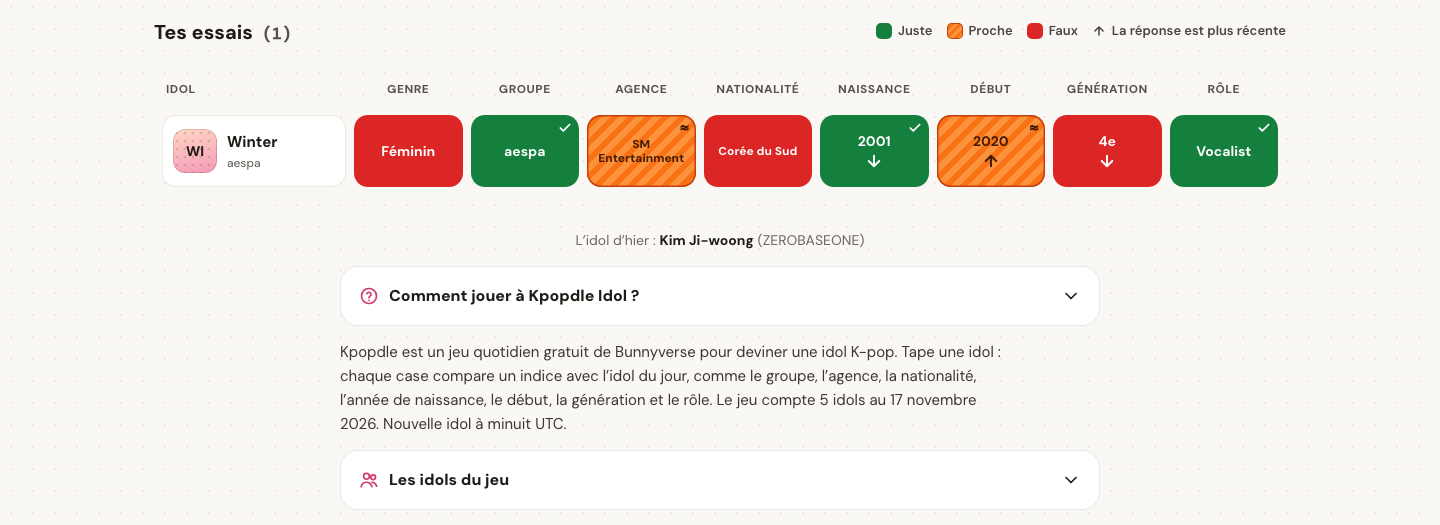 Tes essais (1)
Juste Proche Faux ↑ La réponse est plus récente
IDOL GENRE GROUPE AGENCE NATIONALITÉ NAISSANCE DÉBUT GÉNÉRATION RÔLE
WI
Winter
aespa
Féminin
aespa ✓
SM
Entertainment ≈
Corée du Sud
2001 ✓
↓
2020 ≈
↑
4e
↓
Vocalist ✓
L’idol d’hier : Kim Ji-woong (ZEROBASEONE)
Comment jouer à Kpopdle Idol ?
Kpopdle est un jeu quotidien gratuit de Bunnyverse pour deviner une idol K-pop. Tape une idol :
chaque case compare un indice avec l’idol du jour, comme le groupe, l’agence, la nationalité,
l’année de naissance, le début, la génération et le rôle. Le jeu compte 5 idols au 17 novembre
2026. Nouvelle idol à minuit UTC.
Les idols du jeu